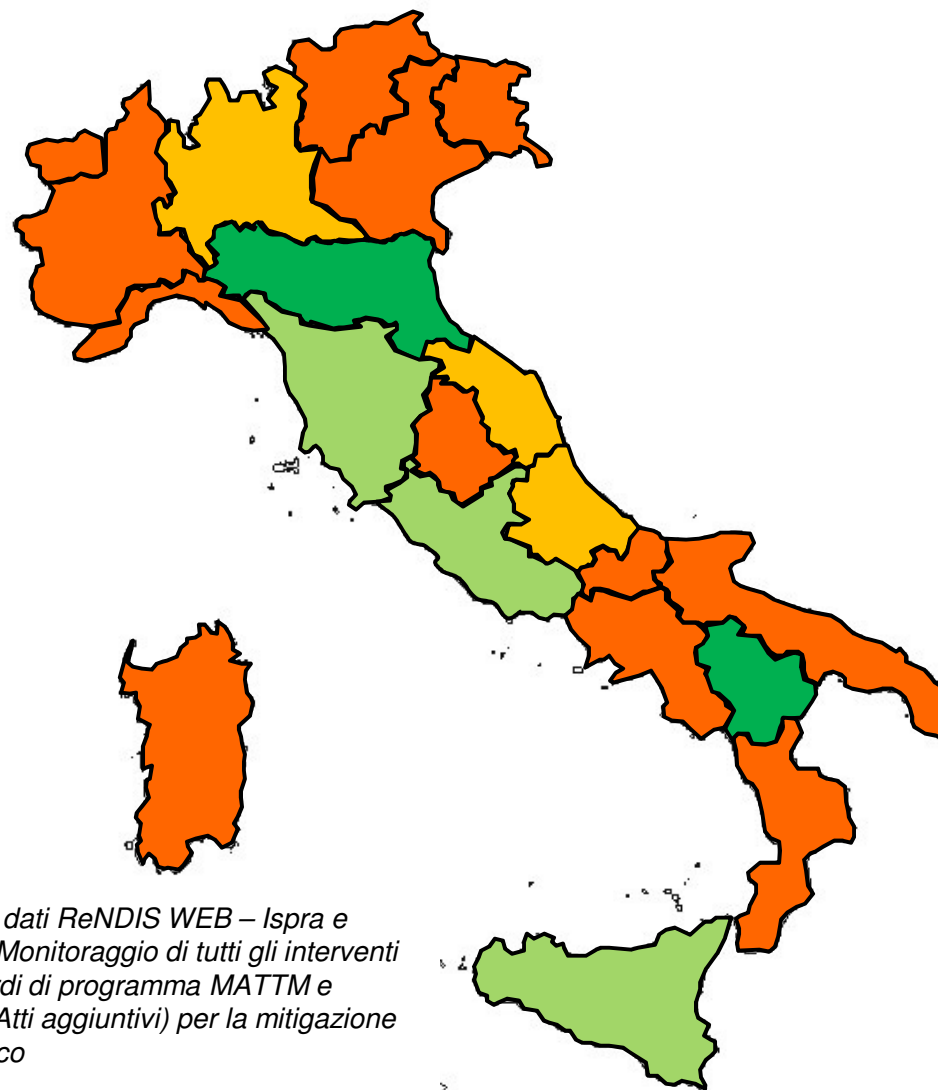 dati ReNDIS WEB – Ispra e
Monitoraggio di tutti gli interventi
di di programma MATTM e
Atti aggiuntivi) per la mitigazione
co